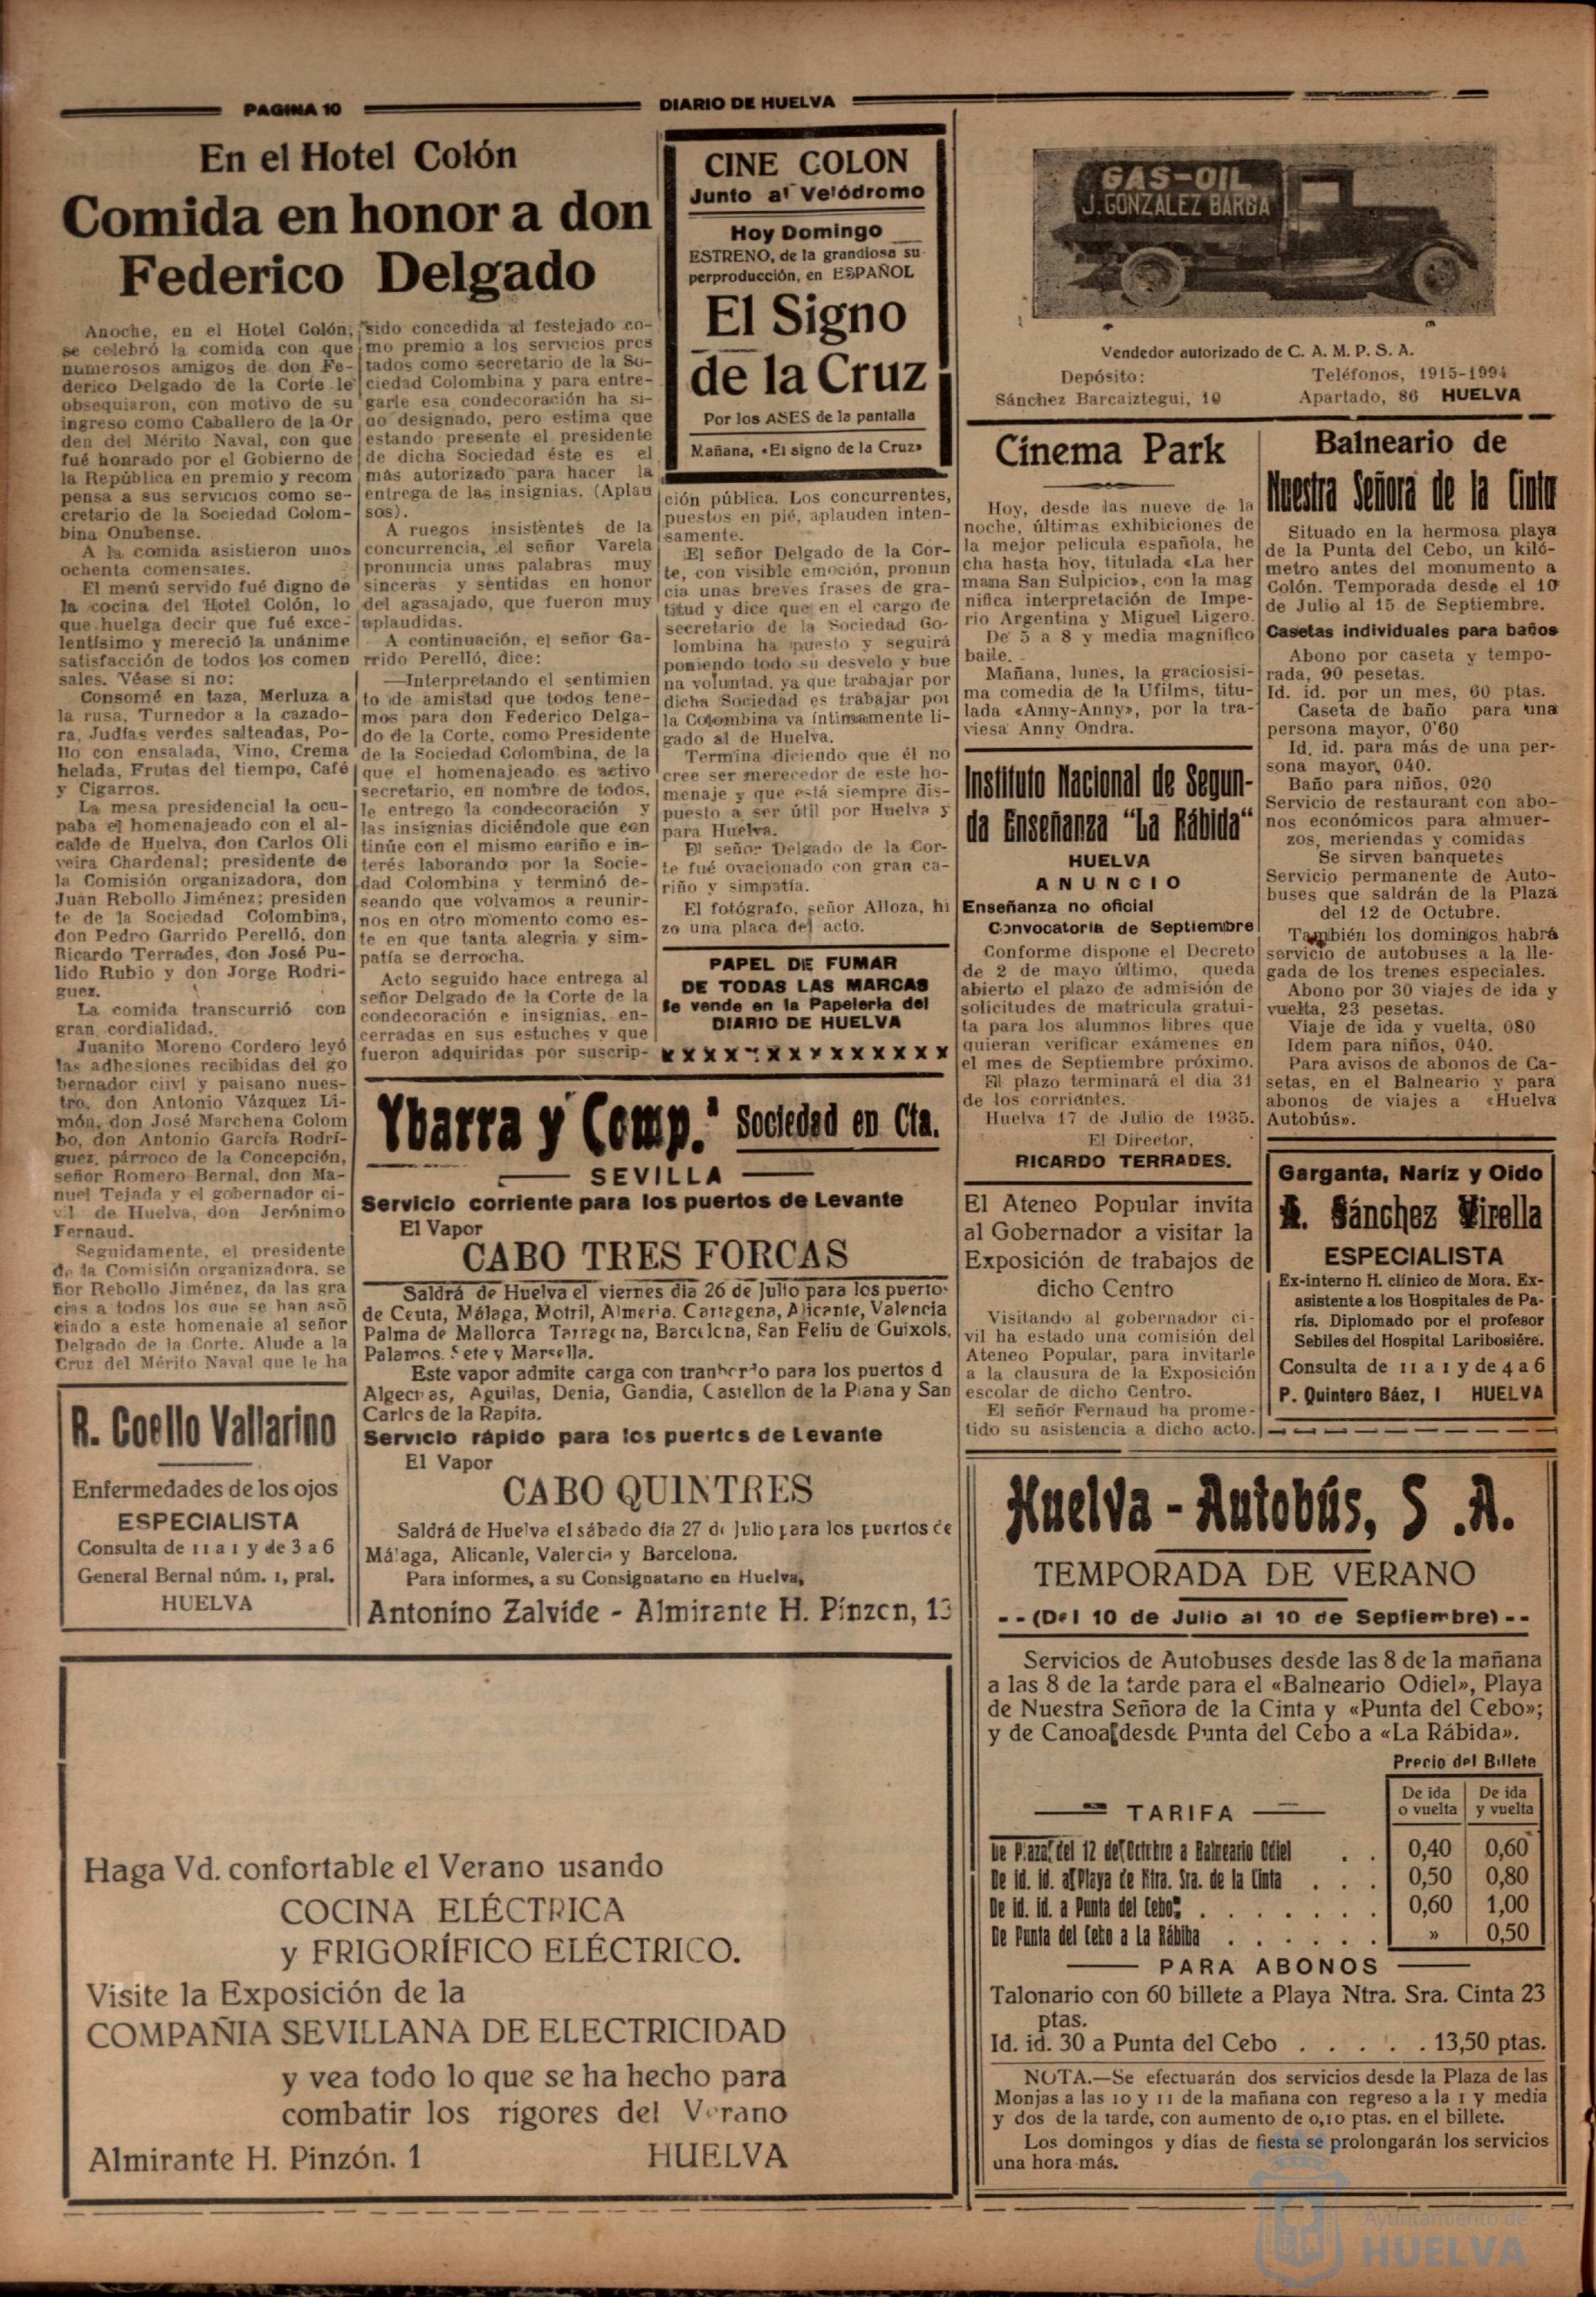 PAGINA 10
DIARIO DE HUELVA
En el Hotel Colón
Comida en honor a don
Federico Delgado
Anoche, en el Hotel Colón,
se celebró la comida con que
numerosos amigos de don Fe-
derico Delgado de la Corte le
obsequiaron, con motivo de su
ingreso como Caballero de la Or
den del Mérito Naval, con que
fué honrado por el Gobierno de
la República en premio y recom
pensa a sus servicios como se-
cretario de la Sociedad Colom-
bina Onubense.
A la comida asistieron unos
ochenta comensales.
El menú servido fué digno de
la cocina del Hotel Colón, lo
que huelga decir que fué exce-
lentísimo y mereció la unánime
satisfacción de todos los comen
sales. Véase si no:
Consomé en taza, Merluza a
la rusa, Turnedor a la cazado-
ra, Judías verdes salteadas, Po-
llo con ensalada, Vino, Crema
helada, Frutas del tiempo, Café
y Cigarros.
La mesa presidencial la ocu-
paba el homenajeado con el al-
calde de Huelva, don Carlos Oli
veira Chardenal; presidente de
la Comisión organizadora, don
Juan Rebollo Jiménez; presiden
te de la Sociedad Colombina,
don Pedro Garrido Perelló, don
Ricardo Terrades, don José Pu-
lido Rubio y don Jorge Rodri-
guez.
La comida transcurrió con
gran cordialidad.
Juanito Moreno Cordero leyó
las adhesiones recibidas del go
bernador ciivl y paisano nues-
tro, don Antonio Vázquez Li-
món, don José Marchena Colom
bo, don Antonio García Rodrí-
guez, párroco de la Concepción,
señor Romero Bernal, don Ma-
nuel Tejada y el gobernador ci-
vil de Huelva, don Jerónimo
Fernaud.
Seguidamente, el presidente
de la Comisión organizadora, se
ñor Rebollo Jiménez, da las gra
cias a todos los que se han aso
ciado a este homenaje al señor
Delgado de la Corte. Alude a la
Cruz del Mérito Naval que le ha
sido concedida al festejado co-
mo premio a los servicios pres
tados como secretario de la So-
ciedad Colombina y para entre-
garle esa condecoración ha si-
do designado, pero estima que
estando presente el presidente
de dicha Sociedad éste es el
más autorizado para hacer la
entrega de las insignias. (Aplau
sos).
A ruegos insistentes de la
concurrencia, el señor Varela
pronuncia unas palabras muy
sinceras y sentidas en honor
del agasajado, que fueron muy
aplaudidas.
A continuación, el señor Ga-
rrido Perelló, dice:
—Interpretando el sentimien
to de amistad que todos tene-
mos para don Federico Delga-
do de la Corte, como Presidente
de la Sociedad Colombina, de la
que el homenajeado es activo
secretario, en nombre de todos,
le entrego la condecoración y
las insignias diciéndole que con
tinúe con el mismo cariño e in-
terés laborando por la Socie-
dad Colombina y terminó de-
seando que volvamos a reunir-
nos en otro momento como es-
te en que tanta alegria y sim-
patía se derrocha.
Acto seguido hace entrega al
señor Delgado de la Corte de la
condecoración e insignias, en-
cerradas en sus estuches y que
fueron adquiridas por suscrip-
CINE COLON
Junto al Velódromo
Hoy Domingo
ESTRENO, de la grandiosa su
perproducción, en ESPAÑOL
El Signo
de la Cruz
Por los ASES de la pantalla
Mañana, «El signo de la Cruz»
ción pública. Los concurrentes,
puestos en pié, aplauden inten-
samente.
El señor Delgado de la Cor-
te, con visible emoción, pronun
cia unas breves frases de gra-
titud y dice que en el cargo de
secretario de la Sociedad Co-
lombina ha puesto y seguirá
poniendo todo su desvelo y bue
na voluntad, ya que trabajar por
dicha Sociedad es trabajar por
la Colombina va íntimamente li-
gado al de Huelva.
Termina diciendo que él no
cree ser merecedor de este ho-
menaje y que está siempre dis-
puesto a ser útil por Huelva y
para Huelva.
El señor Delgado de la Cor-
te fué ovacionado con gran ca-
riño y simpatía.
El fotógrafo, señor Alloza, hi
zo una placa del acto.
PAPEL DE FUMAR
DE TODAS LAS MARCAS
Se vende en la Papelería del
DIARIO DE HUELVA
GAS-OIL
J. GONZALEZ BARBA
Vendedor autorizado de C. A. M. P. S. A.
Depósito:
Teléfonos, 1915-1994
Sánchez Barcaiztegui, 10
Apartado, 86 HUELVA
Cinema Park
Hoy, desde las nueve de la
noche, últimas exhibiciones de
la mejor película española, he
cha hasta hoy, titulada «La her
mana San Sulpicio», con la mag
nifica interpretación de Impe-
rio Argentina y Miguel Ligero.
De 5 a 8 y media magnifico
baile.
Mañana, lunes, la graciosisi-
ma comedia de la Ufilms, titu-
lada «Anny-Anny», por la tra-
viesa Anny Ondra.
Instituto Nacional de Segun-
da Enseñanza "La Rábida"
HUELVA
ANUNCIO
Enseñanza no oficial
Convocatoria de Septiembre
Conforme dispone el Decreto
de 2 de mayo último, queda
abierto el plazo de admisión de
solicitudes de matrícula gratui-
ta para los alumnos libres que
quieran verificar exámenes en
el mes de Septiembre próximo.
El plazo terminará el dia 31
de los corridntes.
Huelva 17 de Julio de 1935.
El Director,
RICARDO TERRADES.
El Ateneo Popular invita
al Gobernador a visitar la
Exposición de trabajos de
dicho Centro
Visitando al gobernador ci-
vil ha estado una comisión del
Ateneo Popular, para invitarle
a la clausura de la Exposición
escolar de dicho Centro.
El señor Fernaud ha prome-
tido su asistencia a dicho acto.
Balneario de
Nuestra Señora de la Cinta
Situado en la hermosa playa
de la Punta del Cebo, un kiló-
metro antes del monumento a
Colón. Temporada desde el 10
de Julio al 15 de Septiembre.
Casetas individuales para baños
Abono por caseta y tempo-
rada, 90 pesetas.
Id. id. por un mes, 60 ptas.
Caseta de baño para una
persona mayor, 0'60
Id. id. para más de una per-
sona mayor, 040.
Baño para niños, 020
Servicio de restaurant con abo-
nos económicos para almuer-
zos, meriendas y comidas
Se sirven banquetes
Servicio permanente de Auto-
buses que saldrán de la Plaza
del 12 de Octubre.
También los domingos habrá
servicio de autobuses a la lle-
gada de los trenes especiales.
Abono por 30 viajes de ida y
vuelta, 23 pesetas.
Viaje de ida y vuelta, 080
Idem para niños, 040.
Para avisos de abonos de Ca-
setas, en el Balneario y para
abonos de viajes a «Huelva
Autobús».
Garganta, Naríz y Oido
A. Sánchez Virella
ESPECIALISTA
Ex-interno H. clínico de Mora. Ex-
asistente a los Hospitales de Pa-
rís. Diplomado por el profesor
Sebiles del Hospital Laribosiére.
Consulta de 11 a 1 y de 4 a 6
P. Quintero Báez, 1 HUELVA
Ybarra y Comp.ª Sociedad en Cta.
SEVILLA
Servicio corriente para los puertos de Levante
El Vapor
CABO TRES FORCAS
Saldrá de Huelva el viernes día 26 de Julio para los puerto
de Ceuta, Málaga, Motril, Almería. Cartegena, Alicante, Valencia
Palma de Mallorca Tarragona, Barcelona, San Feliu de Guixols,
Palamos. Sete y Marsella.
Este vapor admite carga con tranbordo para los puertos d
Algeciras, Aguilas, Denia, Gandia, Castellon de la Plana y San
Carlos de la Rapita.
Servicio rápido para los puertos de Levante
El Vapor
CABO QUINTRES
Saldrá de Huelva el sábado día 27 de Julio para los puertos de
Málaga, Alicante, Valercia y Barcelona.
Para informes, a su Consignatario en Huelva,
Antonino Zalvide - Almirante H. Pinzon, 13
R. Coello Vallarino
Enfermedades de los ojos
ESPECIALISTA
Consulta de 11 a 1 y de 3 a 6
General Bernal núm. 1, pral.
HUELVA
Haga Vd. confortable el Verano usando
COCINA ELÉCTRICA
y FRIGORÍFICO ELÉCTRICO.
Visite la Exposición de la
COMPAÑIA SEVILLANA DE ELECTRICIDAD
y vea todo lo que se ha hecho para
combatir los rigores del Verano
Almirante H. Pinzón. 1 HUELVA
Huelva - Autobús, S .A.
TEMPORADA DE VERANO
--(Del 10 de Julio al 10 de Septiembre)--
Servicios de Autobuses desde las 8 de la mañana
a las 8 de la tarde para el «Balneario Odiel», Playa
de Nuestra Señora de la Cinta y «Punta del Cebo»;
y de Canoa desde Punta del Cebo a «La Rábida».
Precio del Billete
TARIFA
De ida o vuelta
De ida y vuelta
De Plaza del 12 de Octubre a Balneario Odiel . . 0,40 0,60
De id. id. a Playa de Ntra. Sra. de la Cinta . . . 0,50 0,80
De id. id. a Punta del Cebo . . . . . . . 0,60 1,00
De Punta del Cebo a La Rábiba . . . . . . » 0,50
PARA ABONOS
Talonario con 60 billete a Playa Ntra. Sra. Cinta 23
ptas.
Id. id. 30 a Punta del Cebo . . . . . . 13,50 ptas.
NOTA.—Se efectuarán dos servicios desde la Plaza de las
Monjas a las 10 y 11 de la mañana con regreso a la 1 y media
y dos de la tarde, con aumento de 0,10 ptas. en el billete.
Los domingos y días de fiesta se prolongarán los servicios
una hora más.
Ayuntamiento de
HUELVA